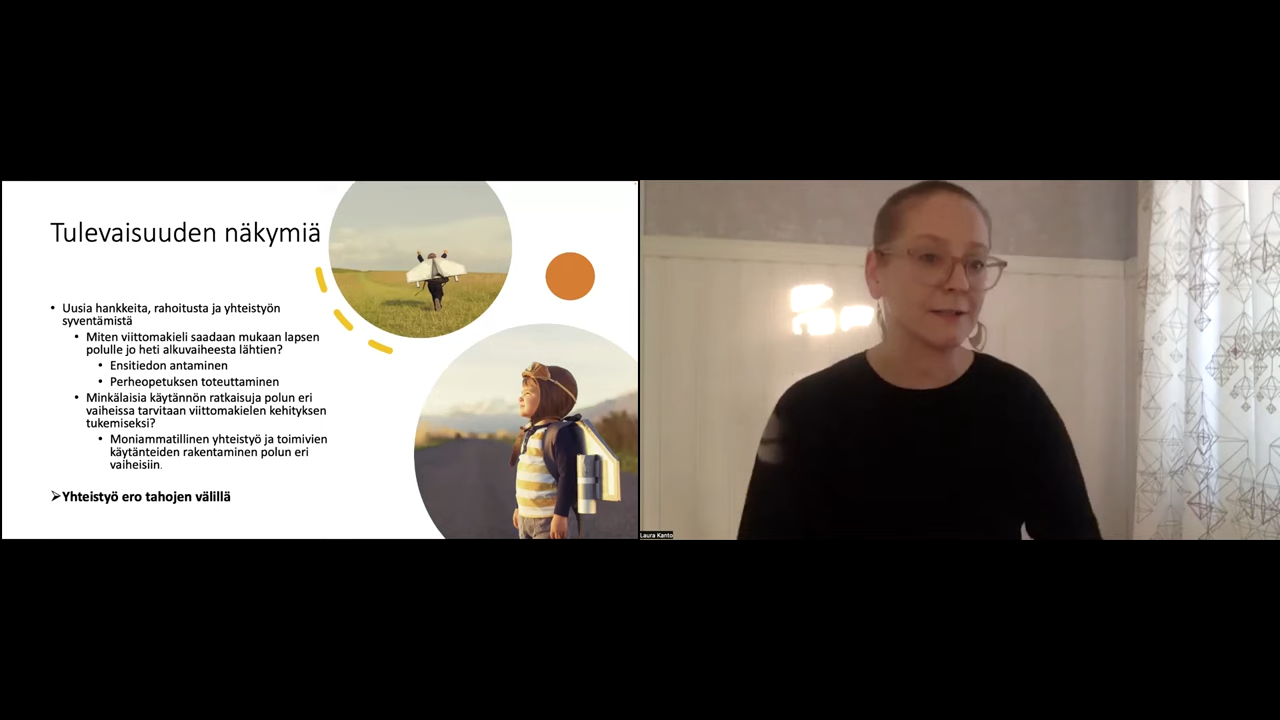 Tulevaisuuden näkymiä
• Uusia hankkeita, rahoitusta ja yhteistyön
syventämistä
• Miten viittomakieli saadaan mukaan lapsen
polulle jo heti alkuvaiheesta lähtien?
• Ensitiedon antaminen
• Perheopetuksen toteuttaminen
• Minkälaisia käytännön ratkaisuja polun eri
vaiheissa tarvitaan viittomakielen kehityksen
tukemiseksi?
• Moniammatillinen yhteistyö ja toimivien
käytänteiden rakentaminen polun eri
vaiheisiin.
➢Yhteistyö ero tahojen välillä
Laura Kanto